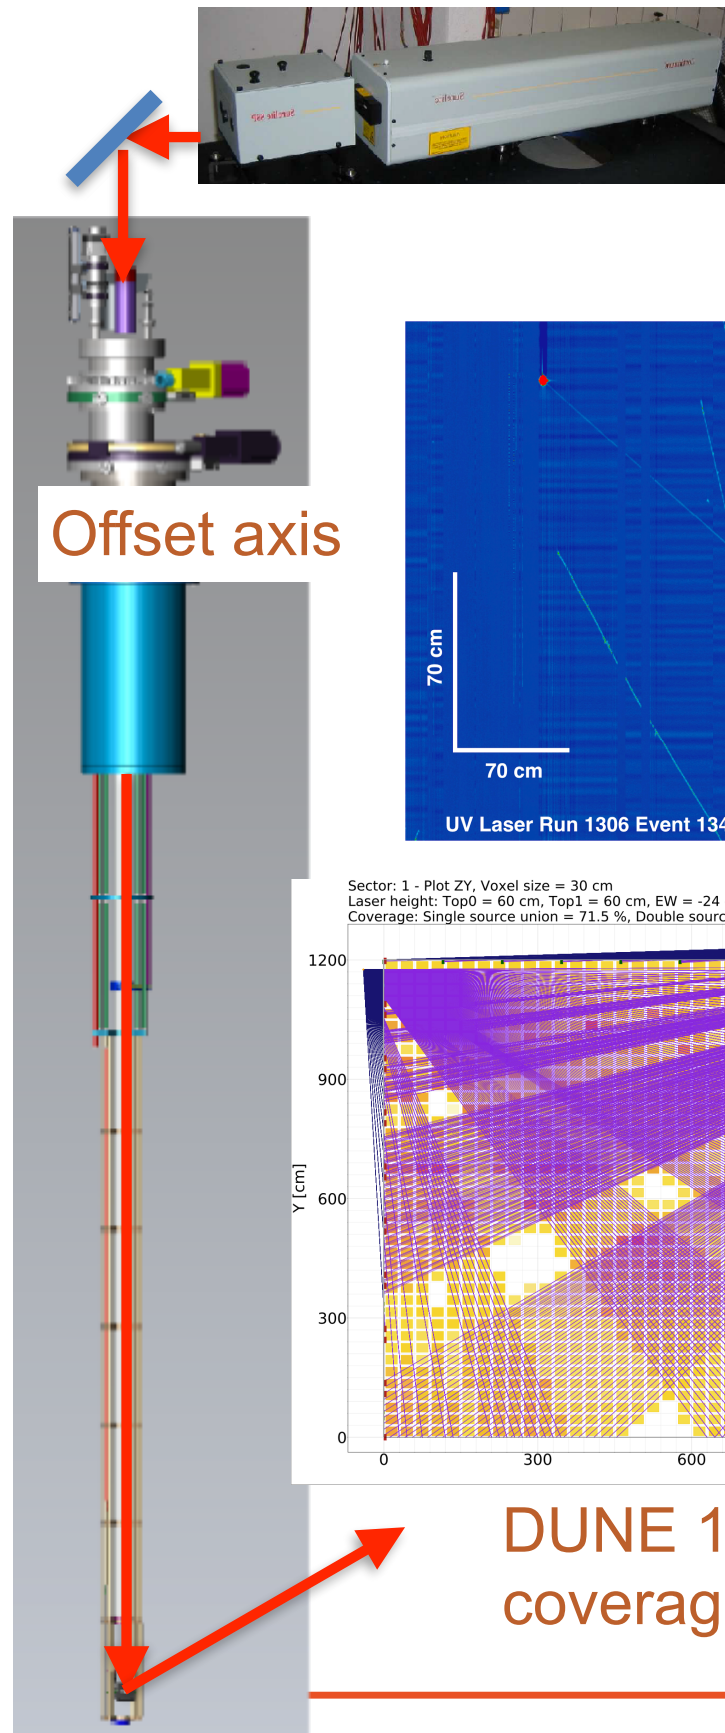 Offset axis
70 cm
70 cm
UV Laser Run 1306 Event 134
Sector: 1 - Plot ZY, Voxel size = 30 cm
Laser height: Top0 = 60 cm, Top1 = 60 cm, EW = -24
Coverage: Single source union = 71.5 %, Double sourc
1200
900
600
300
0
Y [cm]
0
300
600
DUNE 1
coverag